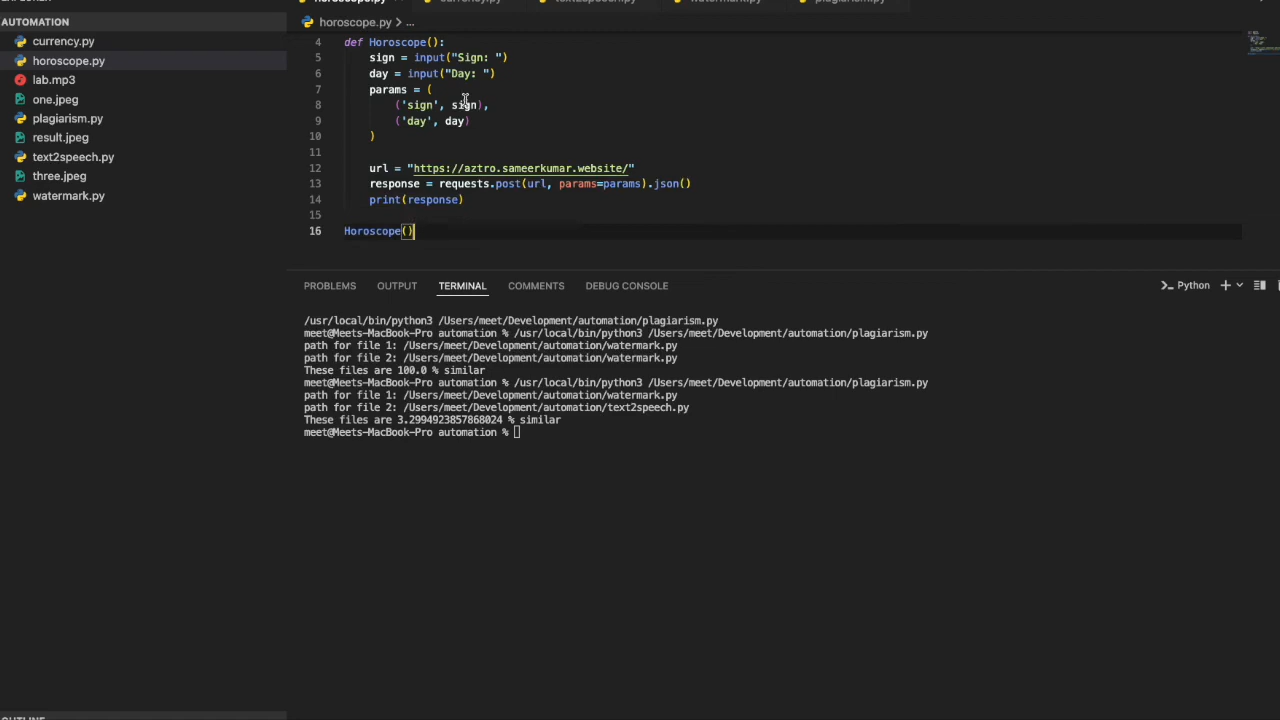 AUTOMATION
currency.py
horoscope.py
lab.mp3
one.jpeg
plagiarism.py
result.jpeg
text2speech.py
three.jpeg
watermark.py
horoscope.py > ...
4 def Horoscope():
5 sign = input("Sign: ")
6 day = input("Day: ")
7 params = (
8 ('sign', sign),
9 ('day', day)
10 )
11
12 url = "https://aztro.sameerkumar.website/"
13 response = requests.post(url, params=params).json()
14 print(response)
15
16 Horoscope()
PROBLEMS OUTPUT TERMINAL COMMENTS DEBUG CONSOLE Python
/usr/local/bin/python3 /Users/meet/Development/automation/plagiarism.py
meet@Meets-MacBook-Pro automation % /usr/local/bin/python3 /Users/meet/Development/automation/plagiarism.py
path for file 1: /Users/meet/Development/automation/watermark.py
path for file 2: /Users/meet/Development/automation/watermark.py
These files are 100.0 % similar
meet@Meets-MacBook-Pro automation % /usr/local/bin/python3 /Users/meet/Development/automation/plagiarism.py
path for file 1: /Users/meet/Development/automation/watermark.py
path for file 2: /Users/meet/Development/automation/text2speech.py
These files are 3.2994923857868024 % similar
meet@Meets-MacBook-Pro automation %